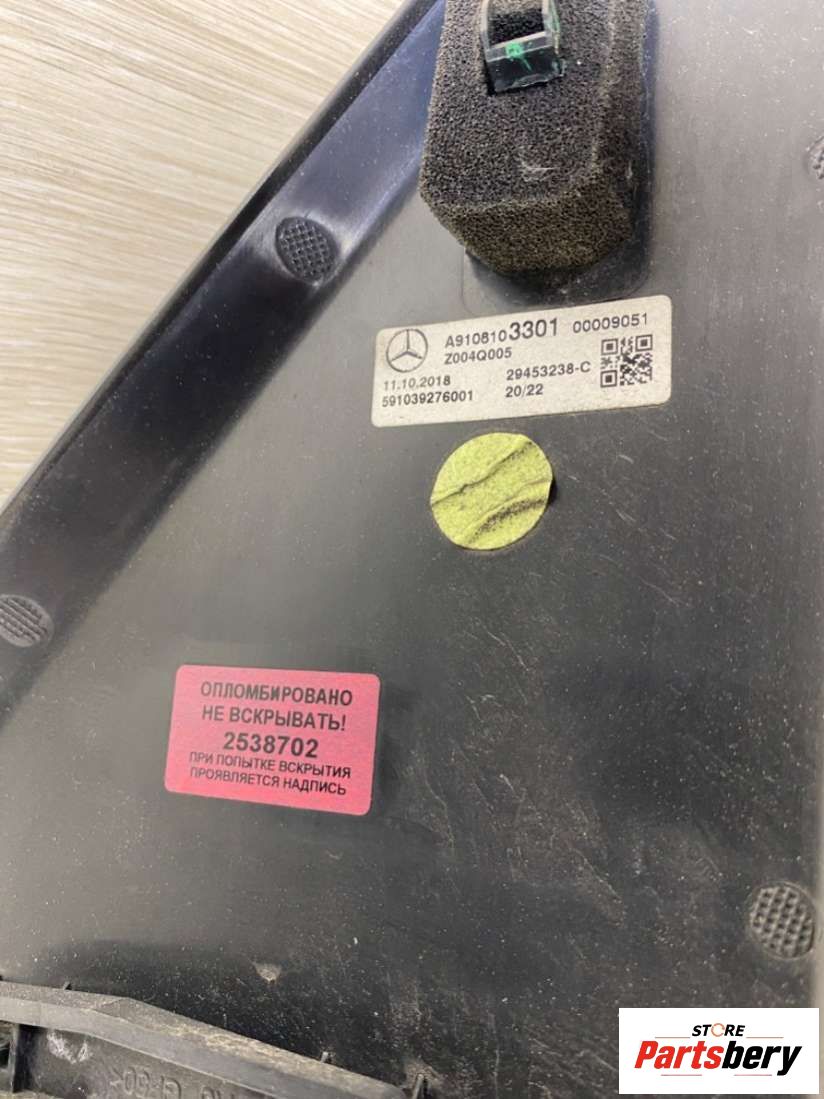 A9108103301 00009051
Z004Q005
11.10.2018 29453238-C
591039276001 20/22
ОПЛОМБИРОВАНО
НЕ ВСКРЫВАТЬ!
2538702
ПРИ ПОПЫТКЕ ВСКРЫТИЯ
ПРОЯВЛЯЕТСЯ НАДПИСЬ
STORE
Partsbery